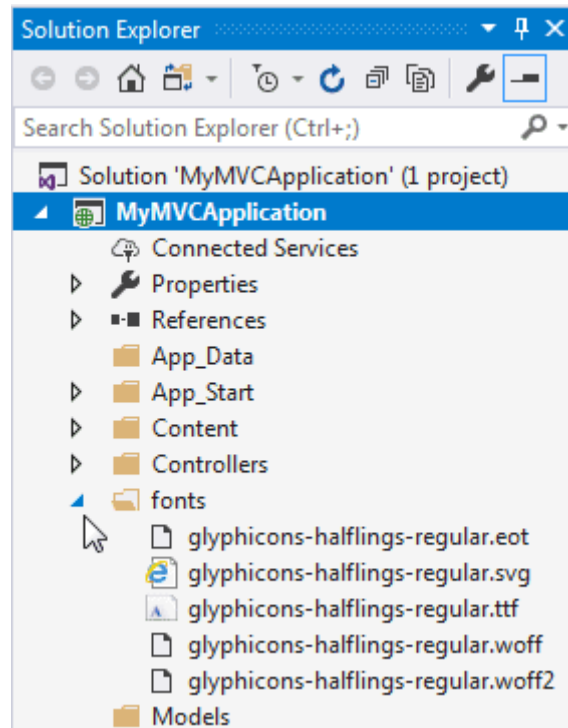 Solution Explorer
Search Solution Explorer (Ctrl+;)
Solution 'MyMVCApplication' (1 project)
MyMVCApplication
Connected Services
Properties
References
App_Data
App_Start
Content
Controllers
fonts
glyphicons-halflings-regular.eot
glyphicons-halflings-regular.svg
glyphicons-halflings-regular.ttf
glyphicons-halflings-regular.woff
glyphicons-halflings-regular.woff2
Models